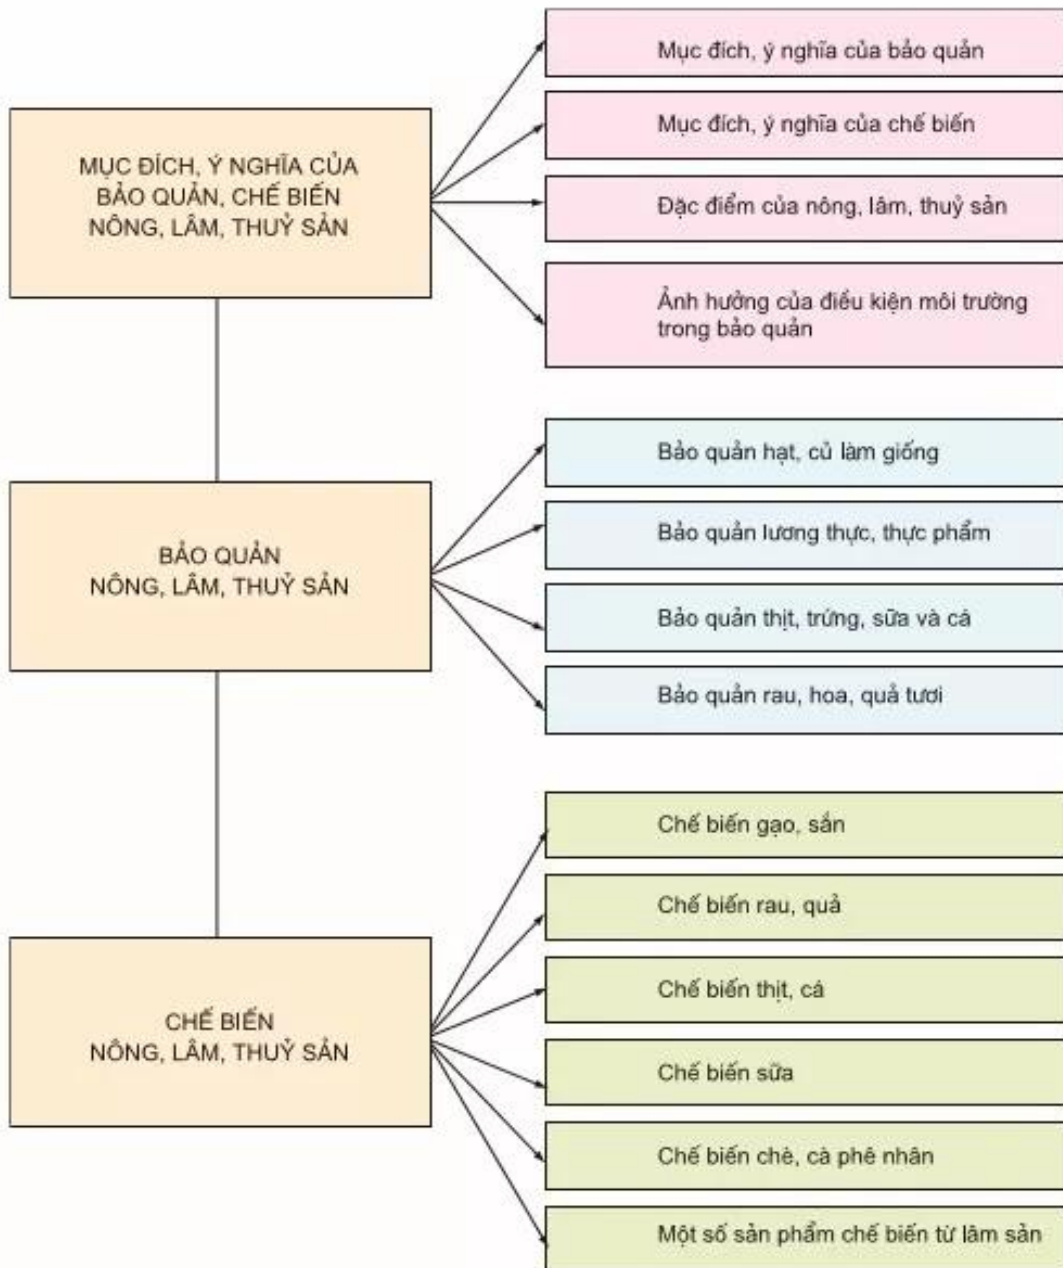 MỤC ĐÍCH, Ý NGHĨA CỦA
BẢO QUẢN, CHẾ BIẾN
NÔNG, LÂM, THUỶ SẢN
Mục đích, ý nghĩa của bảo quản
Mục đích, ý nghĩa của chế biến
Đặc điểm của nông, lâm, thuỷ sản
Ảnh hưởng của điều kiện môi trường
trong bảo quản
BẢO QUẢN
NÔNG, LÂM, THUỶ SẢN
Bảo quản hạt, củ làm giống
Bảo quản lương thực, thực phẩm
Bảo quản thịt, trứng, sữa và cá
Bảo quản rau, hoa, quả tươi
CHẾ BIẾN
NÔNG, LÂM, THUỶ SẢN
Chế biến gạo, sắn
Chế biến rau, quả
Chế biến thịt, cá
Chế biến sữa
Chế biến chè, cà phê nhân
Một số sản phẩm chế biến từ lâm sản